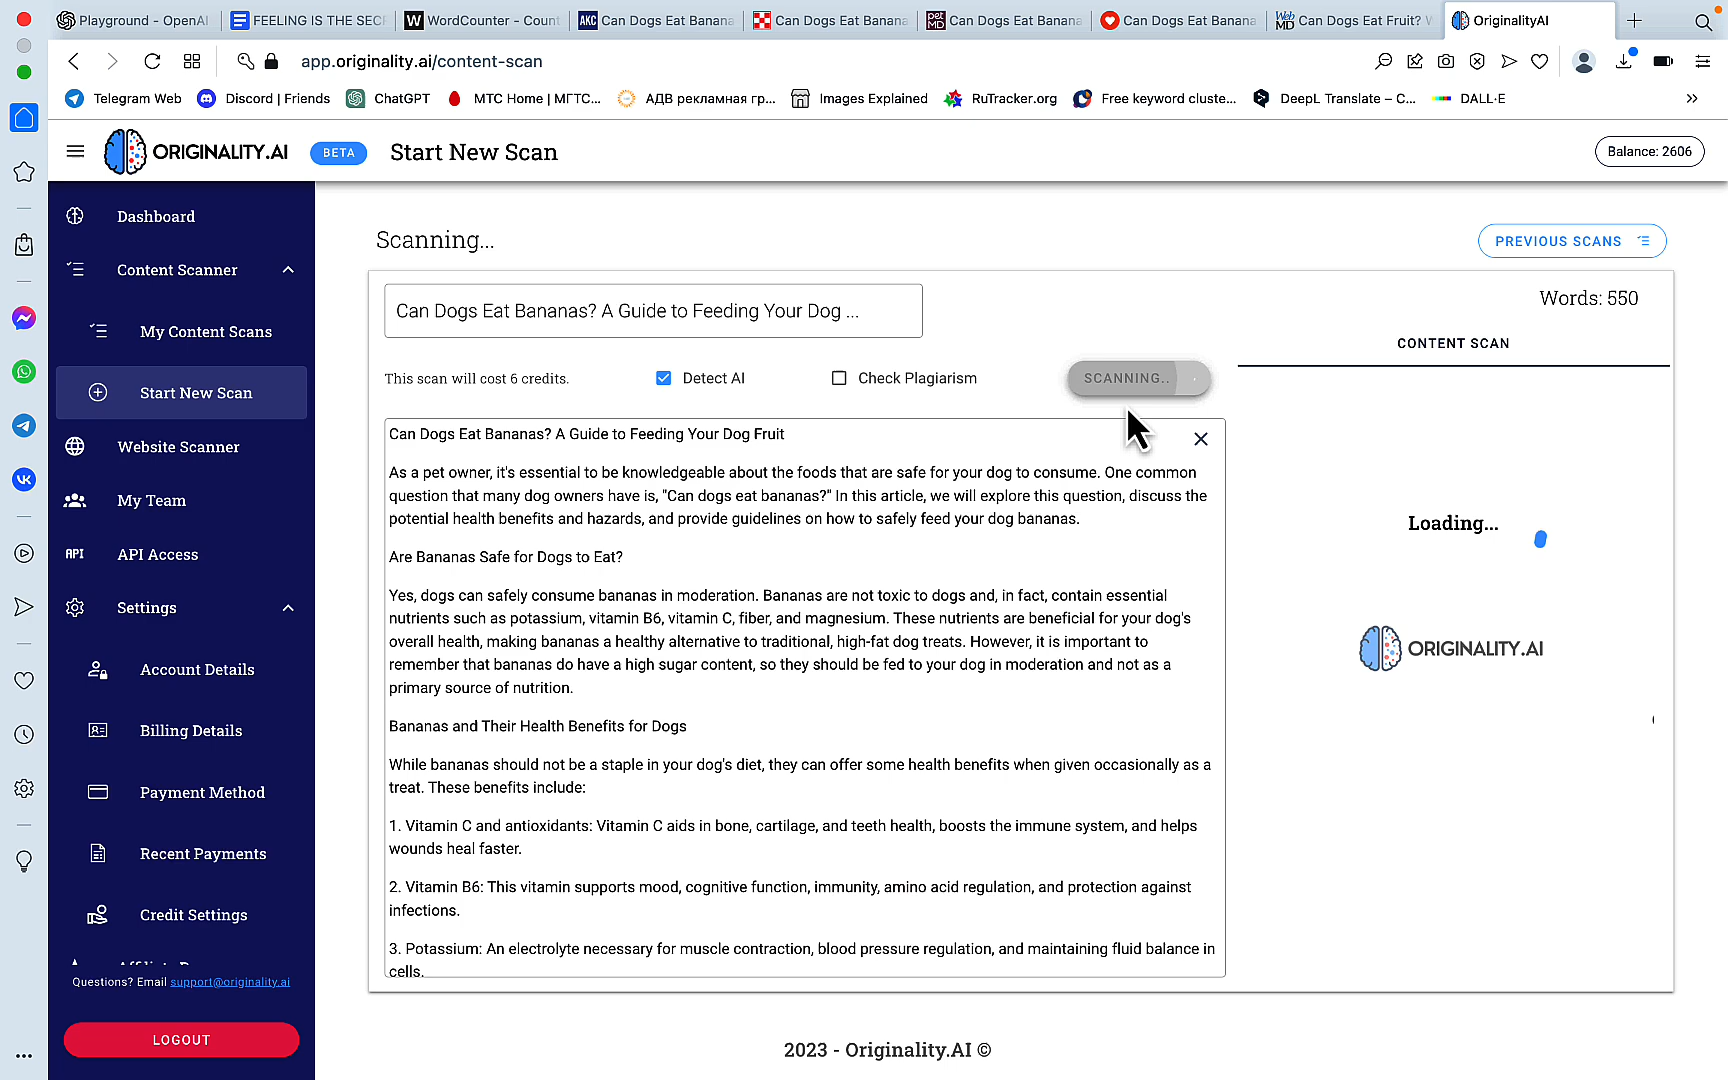 Playground - OpenAI
FEELING IS THE SEC
WordCounter - Count
Can Dogs Eat Banana
Can Dogs Eat Banana
Can Dogs Eat Banana
Can Dogs Eat Banana
Can Dogs Eat Fruit?
OriginalityAI
app.originality.ai/content-scan
Telegram Web
Discord | Friends
ChatGPT
МТС Home | МГТС...
АДВ рекламная гр...
Images Explained
RuTracker.org
Free keyword cluste...
DeepL Translate – C...
DALL·E
ORIGINALITY.AI
BETA
Start New Scan
Balance: 2606
Dashboard
Content Scanner
My Content Scans
Start New Scan
Website Scanner
My Team
API
API Access
Settings
Account Details
Billing Details
Payment Method
Recent Payments
Credit Settings
Questions? Email support@originality.ai
LOGOUT
Scanning...
PREVIOUS SCANS
Can Dogs Eat Bananas? A Guide to Feeding Your Dog ...
Words: 550
This scan will cost 6 credits.
Detect AI
Check Plagiarism
SCANNING..
CONTENT SCAN
Can Dogs Eat Bananas? A Guide to Feeding Your Dog Fruit
As a pet owner, it's essential to be knowledgeable about the foods that are safe for your dog to consume. One common
question that many dog owners have is, "Can dogs eat bananas?" In this article, we will explore this question, discuss the
potential health benefits and hazards, and provide guidelines on how to safely feed your dog bananas.
Are Bananas Safe for Dogs to Eat?
Yes, dogs can safely consume bananas in moderation. Bananas are not toxic to dogs and, in fact, contain essential
nutrients such as potassium, vitamin B6, vitamin C, fiber, and magnesium. These nutrients are beneficial for your dog's
overall health, making bananas a healthy alternative to traditional, high-fat dog treats. However, it is important to
remember that bananas do have a high sugar content, so they should be fed to your dog in moderation and not as a
primary source of nutrition.
Bananas and Their Health Benefits for Dogs
While bananas should not be a staple in your dog's diet, they can offer some health benefits when given occasionally as a
treat. These benefits include:
1. Vitamin C and antioxidants: Vitamin C aids in bone, cartilage, and teeth health, boosts the immune system, and helps
wounds heal faster.
2. Vitamin B6: This vitamin supports mood, cognitive function, immunity, amino acid regulation, and protection against
infections.
3. Potassium: An electrolyte necessary for muscle contraction, blood pressure regulation, and maintaining fluid balance in
cells.
Loading...
ORIGINALITY.AI
2023 - Originality.AI ©